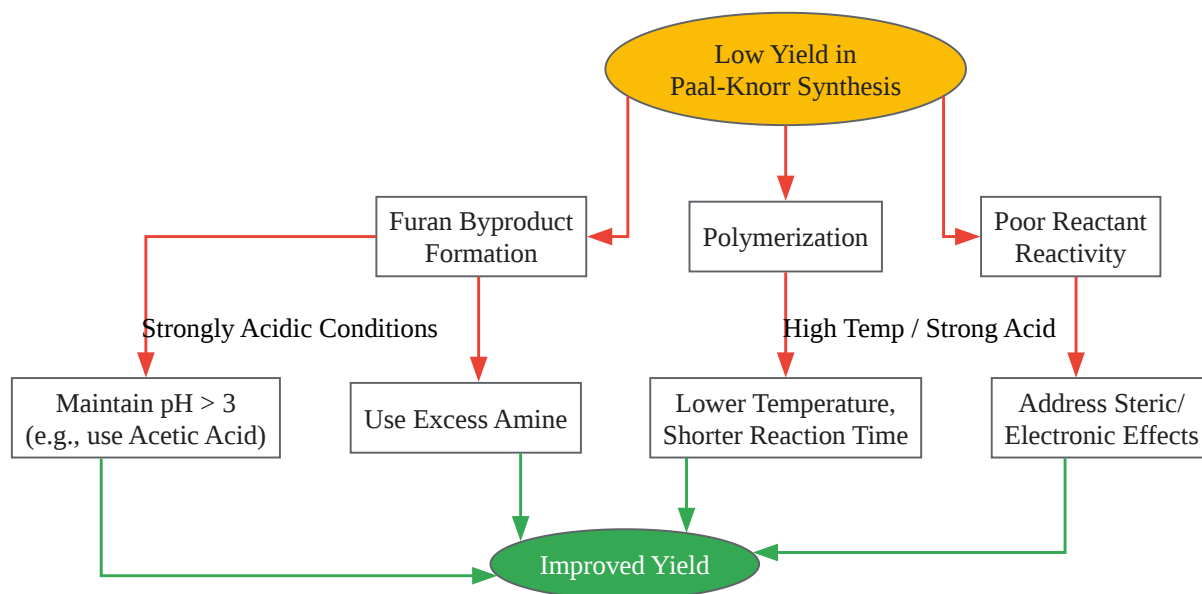 Low Yield in
Paal-Knorr Synthesis
Furan Byproduct
Formation
Polymerization
Poor Reactant
Reactivity
Strongly Acidic Conditions
High Temp / Strong Acid
Maintain pH > 3
(e.g., use Acetic Acid)
Use Excess Amine
Lower Temperature,
Shorter Reaction Time
Address Steric/
Electronic Effects
Improved Yield